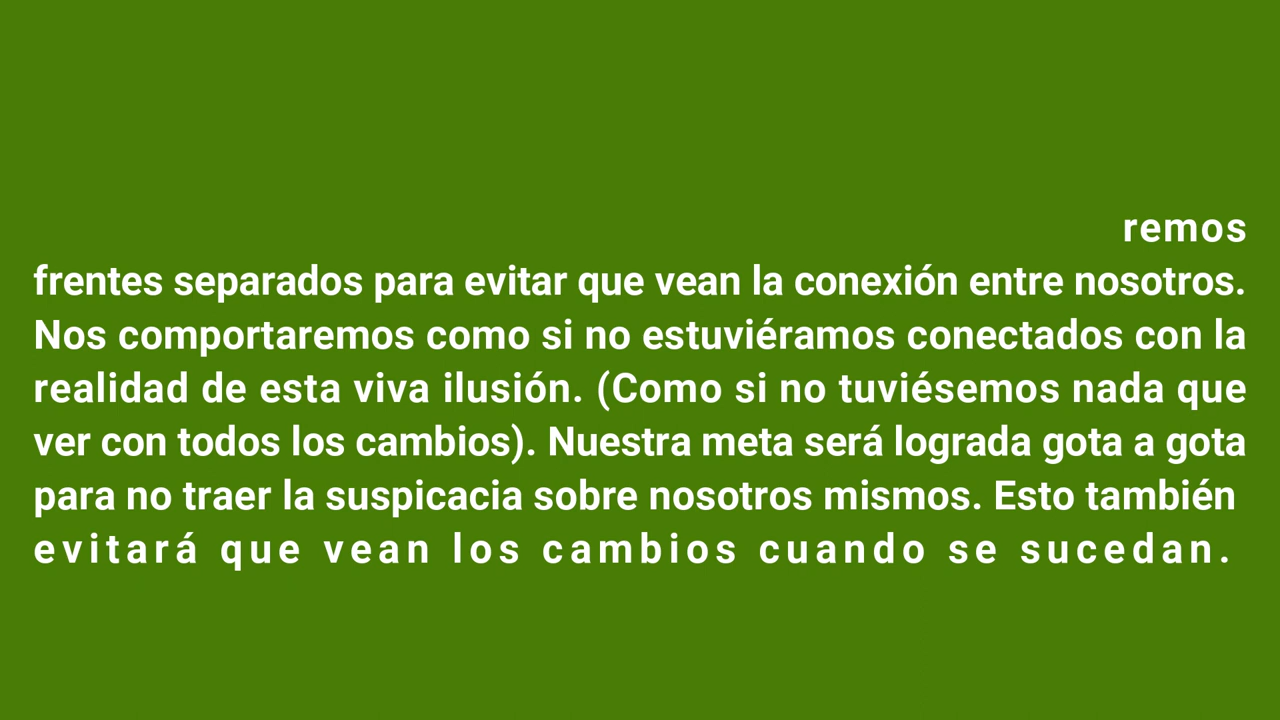 remos
frentes separados para evitar que vean la conexión entre nosotros.
Nos comportaremos como si no estuviéramos conectados con la
realidad de esta viva ilusión. (Como si no tuviésemos nada que
ver con todos los cambios). Nuestra meta será lograda gota a gota
para no traer la suspicacia sobre nosotros mismos. Esto también
evitará que vean los cambios cuando se sucedan.